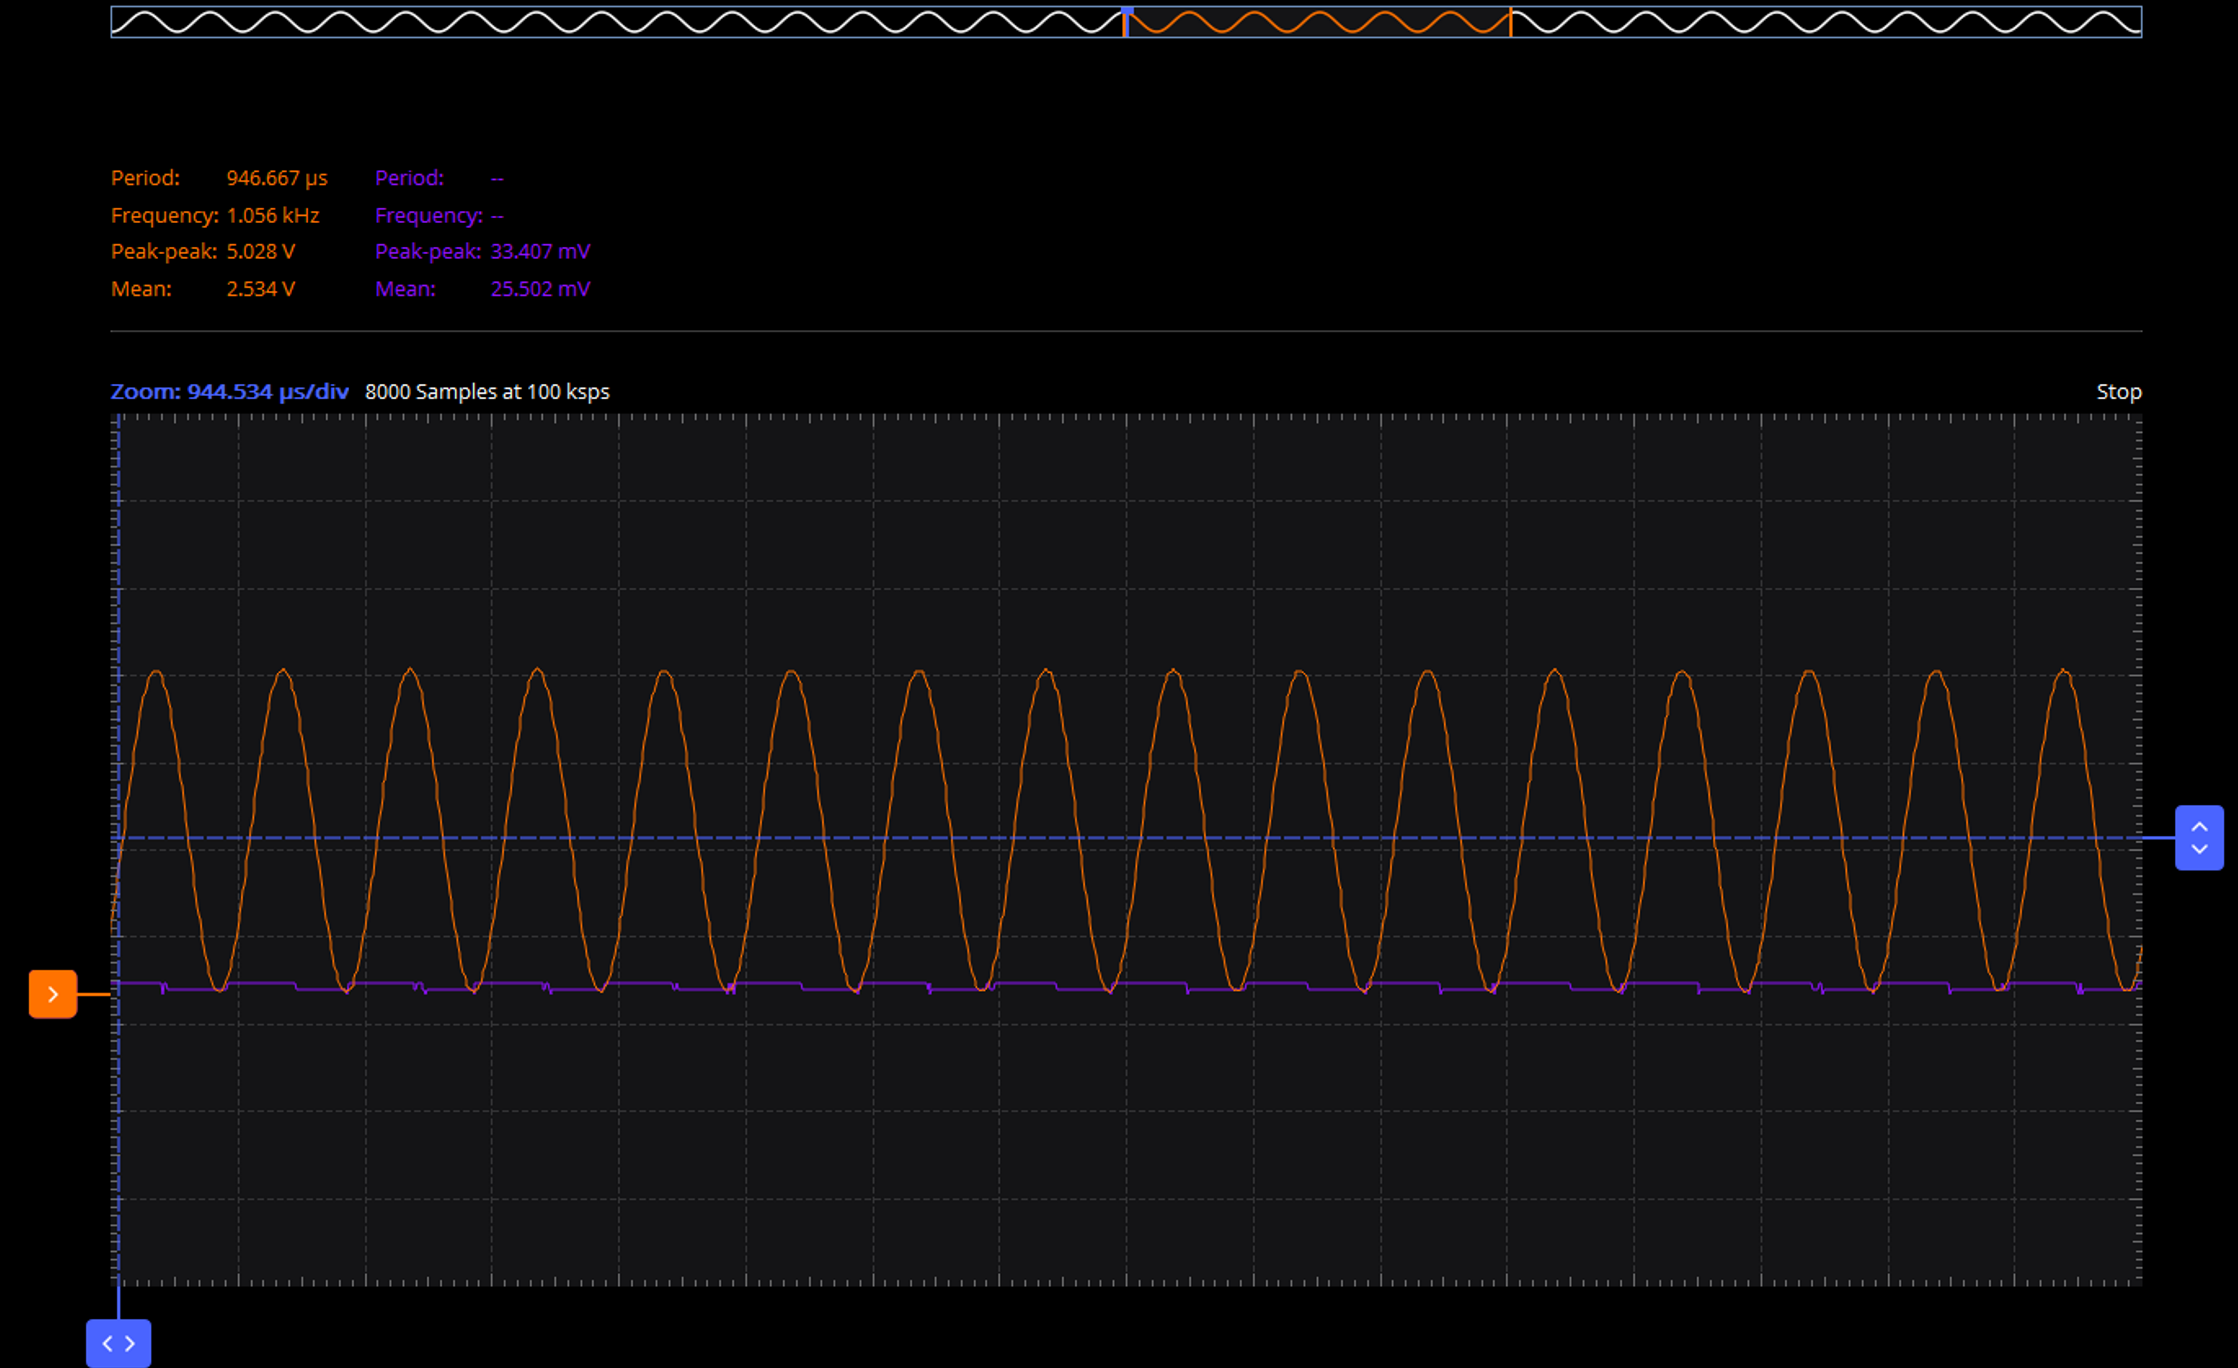 Period: 946.667 µs Period: --
Frequency: 1.056 kHz Frequency: --
Peak-peak: 5.028 V Peak-peak: 33.407 mV
Mean: 2.534 V Mean: 25.502 mV
Zoom: 944.534 µs/div 8000 Samples at 100 ksps Stop